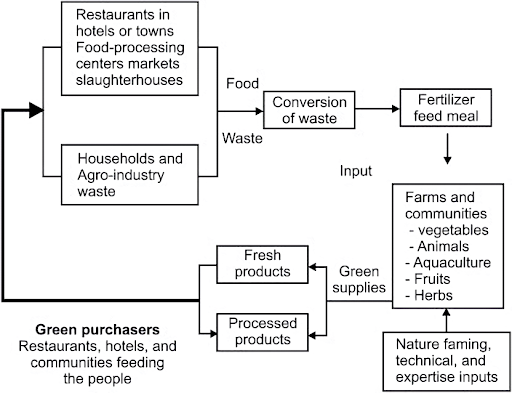 Restaurants in
hotels or towns
Food-processing
centers markets
slaughterhouses
Food
Waste
Conversion
of waste
Fertilizer
feed meal
Households and
Agro-industry
waste
Input
Farms and
communities
- vegetables
- Animals
- Aquaculture
- Fruits
- Herbs
Fresh
products
Green
supplies
Processed
products
Green purchasers
Restaurants, hotels, and
communities feeding
the people
Nature faming,
technical, and
expertise inputs